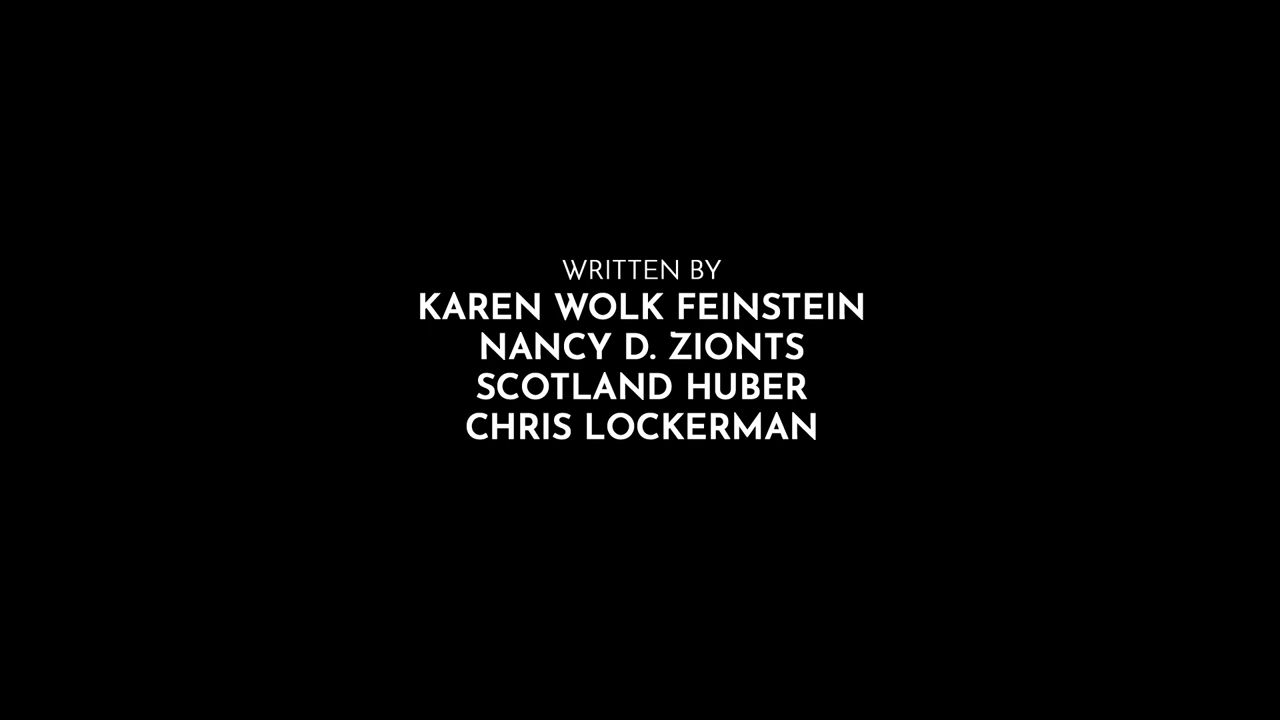 WRITTEN BY
KAREN WOLK FEINSTEIN
NANCY D. ZIONTS
SCOTLAND HUBER
CHRIS LOCKERMAN